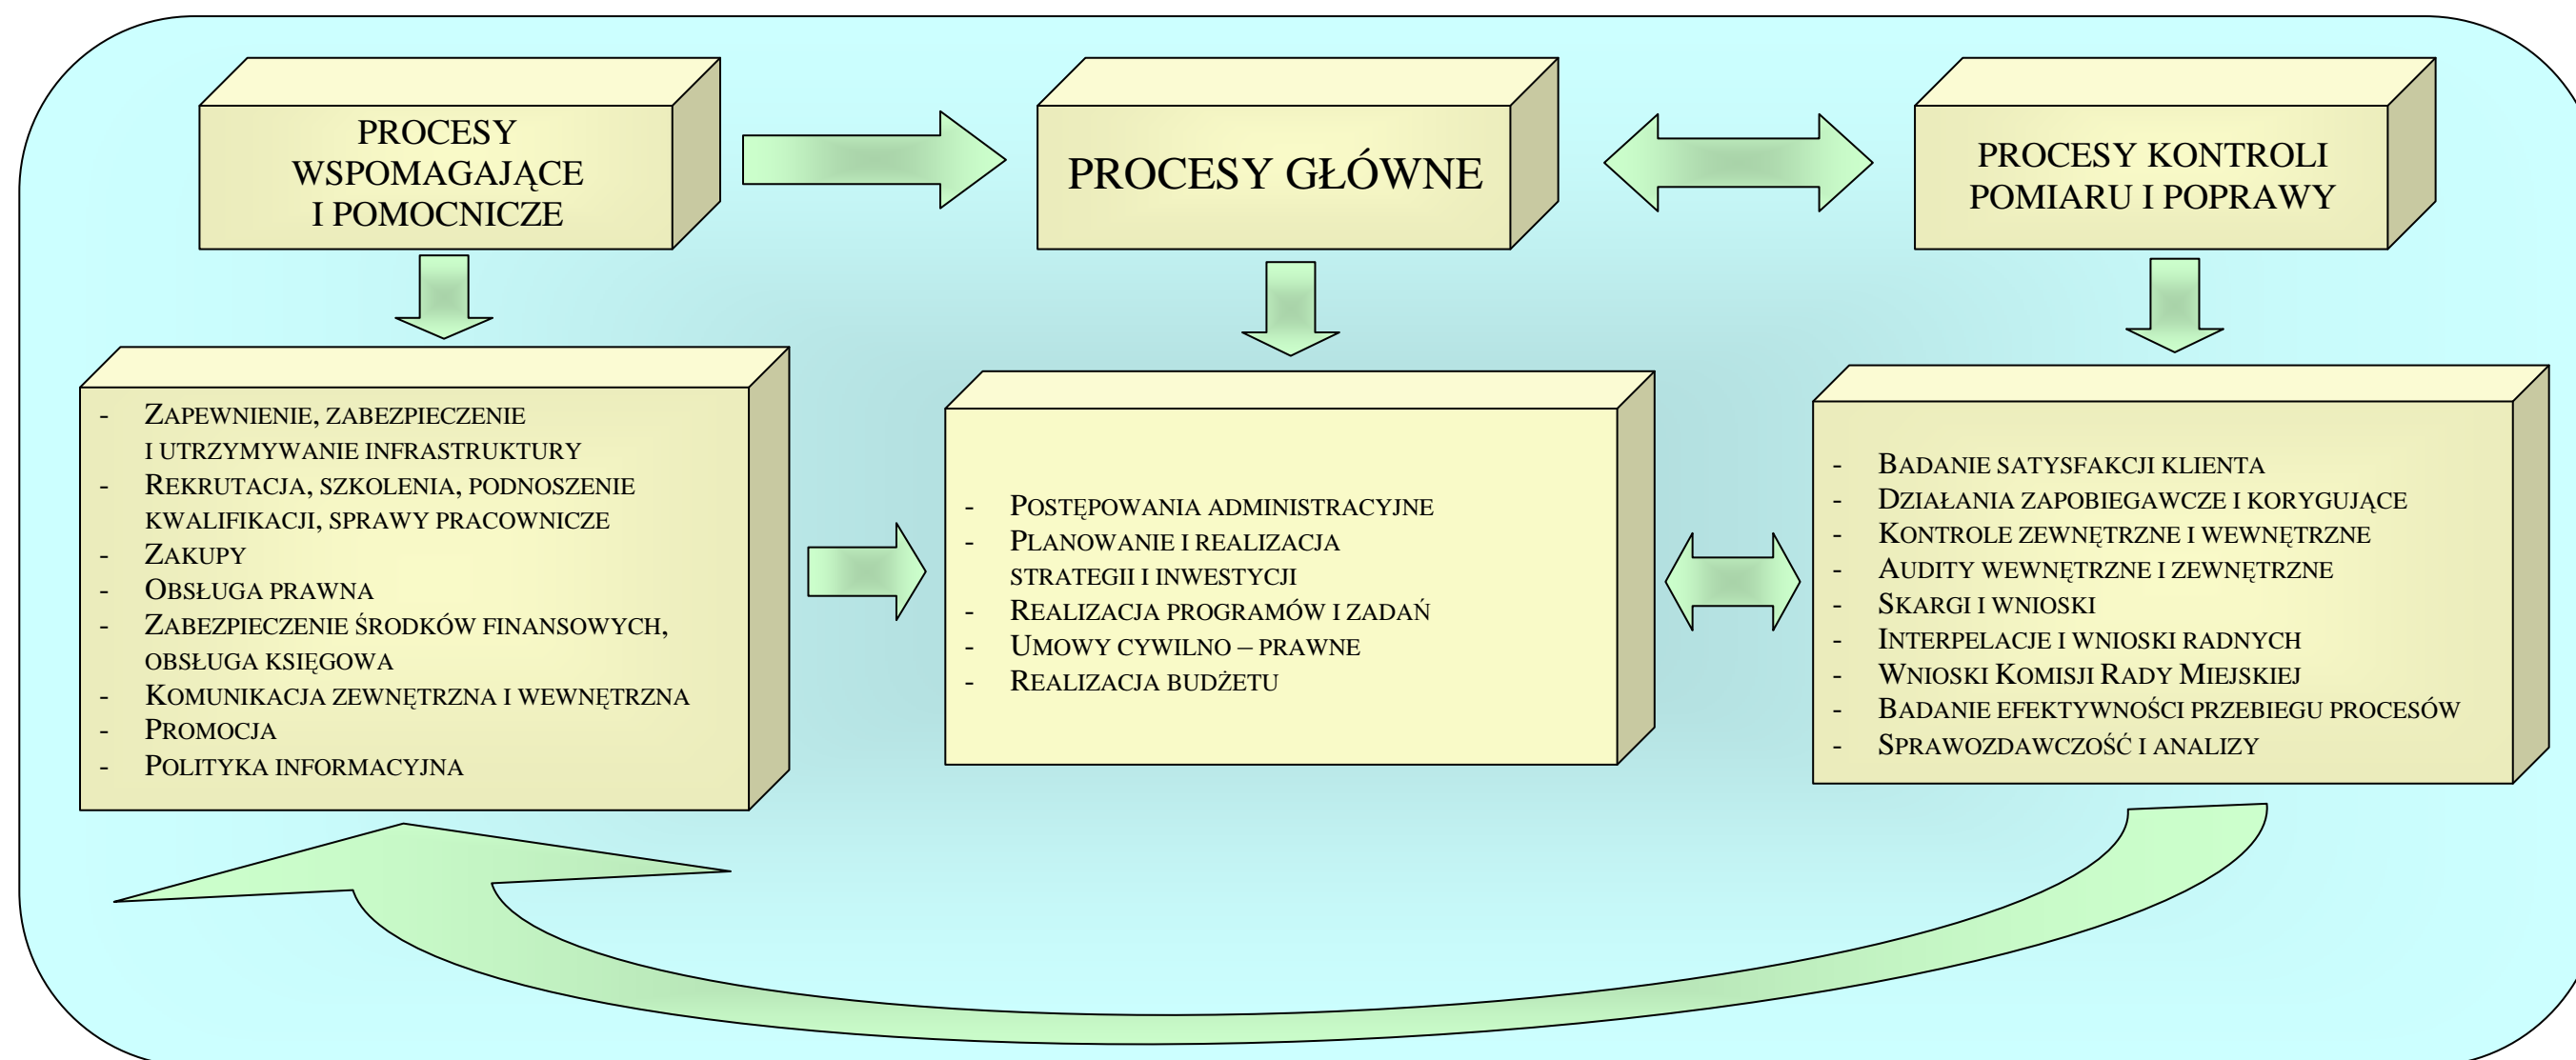 PROCESY
WSPOMAGAJĄCE
I POMOCNICZE
PROCESY GŁÓWNE
PROCESY KONTROLI
POMIARU I POPRAWY
- ZAPEWNIENIE, ZABEZPIECZENIE
I UTRZYMYWANIE INFRASTRUKTURY
- REKRUTACJA, SZKOLENIA, PODNOSZENIE
KWALIFIKACJI, SPRAWY PRACOWNICZE
- ZAKUPY
- OBSŁUGA PRAWNA
- ZABEZPIECZENIE ŚRODKÓW FINANSOWYCH,
OBSŁUGA KSIĘGOWA
- KOMUNIKACJA ZEWNĘTRZNA I WEWNĘTRZNA
- PROMOCJA
- POLITYKA INFORMACYJNA
- POSTĘPOWANIA ADMINISTRACYJNE
- PLANOWANIE I REALIZACJA
STRATEGII I INWESTYCJI
- REALIZACJA PROGRAMÓW I ZADAŃ
- UMOWY CYWILNO – PRAWNE
- REALIZACJA BUDŻETU
- BADANIE SATYSFAKCJI KLIENTA
- DZIAŁANIA ZAPOBIEGAWCZE I KORYGUJĄCE
- KONTROLE ZEWNĘTRZNE I WEWNĘTRZNE
- AUDITY WEWNĘTRZNE I ZEWNĘTRZNE
- SKARGI I WNIOSKI
- INTERPELACJE I WNIOSKI RADNYCH
- WNIOSKI KOMISJI RADY MIEJSKIEJ
- BADANIE EFEKTYWNOŚCI PRZEBIEGU PROCESÓW
- SPRAWOZDAWCZOŚĆ I ANALIZY